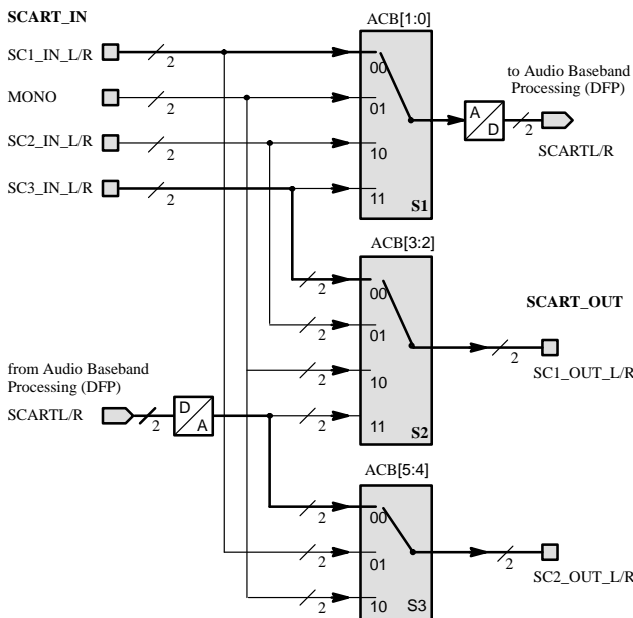 SCART_IN
ACB[1:0]
SC1_IN_L/R
2
00
to Audio Baseband
Processing (DFP)
MONO
2
01
A
D
2
SCARTL/R
SC2_IN_L/R
2
10
SC3_IN_L/R
2
11
S1
ACB[3:2]
2
00
SCART_OUT
2
01
2
SC1_OUT_L/R
from Audio Baseband
Processing (DFP)
2
10
SCARTL/R
2
D
A
2
11
S2
ACB[5:4]
2
00
2
01
2
SC2_OUT_L/R
2
10
S3